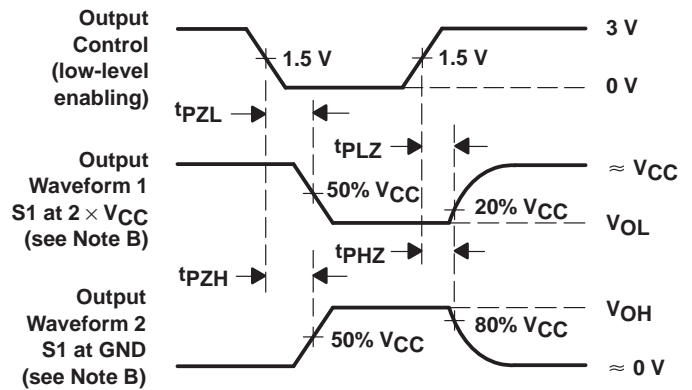 Output
Control
(low-level
enabling)
1.5 V
1.5 V
3 V
0 V
tPZL
tPLZ
Output
Waveform 1
S1 at 2 × VCC
(see Note B)
50% VCC
20% VCC
≈ VCC
VOL
tPZH
tPHZ
Output
Waveform 2
S1 at GND
(see Note B)
50% VCC
80% VCC
VOH
≈ 0 V